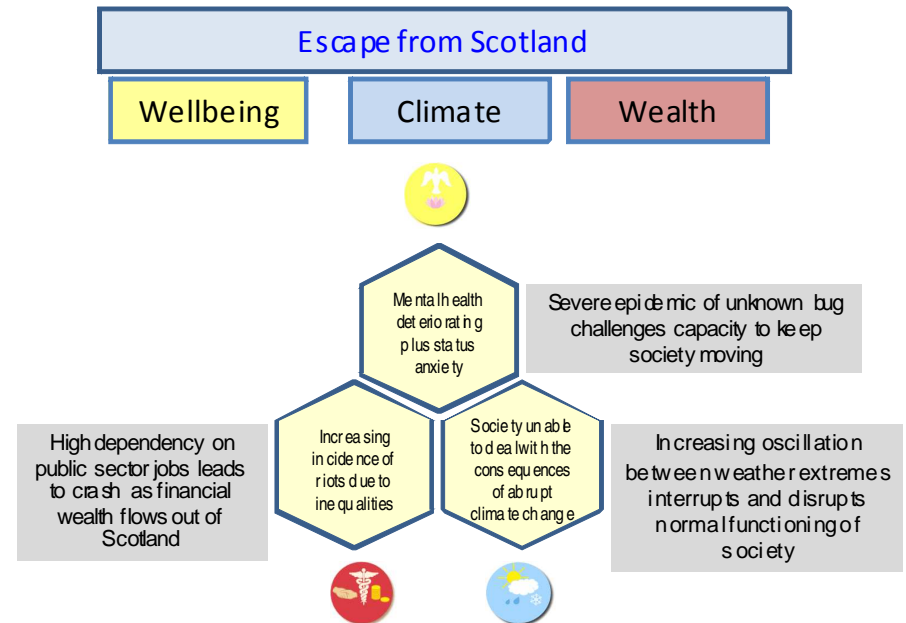 Escape from Scotland
Wellbeing
Climate
Wealth
Mental health
deteriorating
plus status
anxiety
Severe epidemic of unknown bug
challenges capacity to keep
society moving
High dependency on
public sector jobs leads
to crash as financial
wealth flows out of
Scotland
Increasing
incidence of
riots due to
inequalities
Society unable
to deal with the
consequences
of abrupt
climate change
Increasing oscillation
between weather extremes
interrupts and disrupts
normal functioning of
society